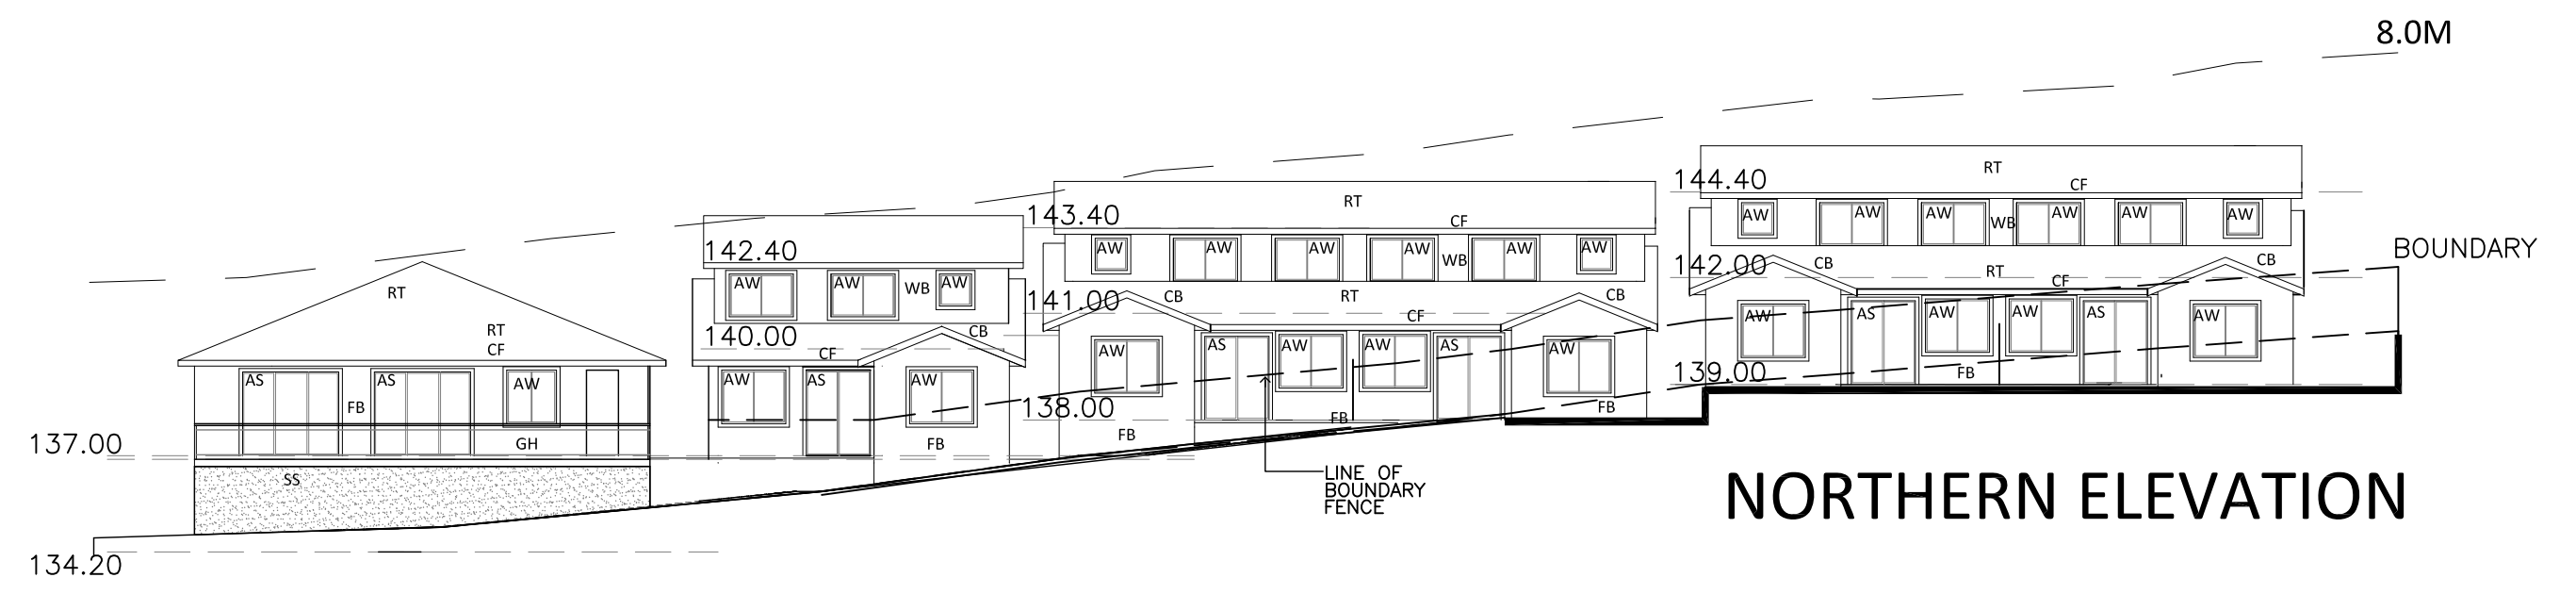 8.0M
BOUNDARY
144.40
RT
CF
AW
AW
AW
WB
AW
AW
AW
142.00
CB
RT
CF
CB
AW
AS
AW
AW
AS
AW
139.00
FB
143.40
RT
CF
AW
AW
AW
AW
WB
AW
AW
141.00
CB
RT
CF
CB
AW
AS
AW
AW
AS
AW
138.00
FB
FB
FB
142.40
AW
AW
WB
AW
140.00
CF
CB
AW
AS
AW
FB
RT
RT
CF
AS
AS
AW
FB
GH
137.00
SS
134.20
LINE OF
BOUNDARY
FENCE
NORTHERN ELEVATION